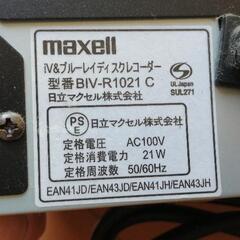 maxell
iV&ブルーレイディスクレコーダー
型番 BIV-R1021 C
日立マクセル株式会社
UL Japan
SUL271
PS
E
日立マクセル株式会社
定格電圧 AC100V
定格消費電力 21W
定格周波数 50/60Hz
EAN41JD/EAN43JD/EAN41JH/EAN43JH